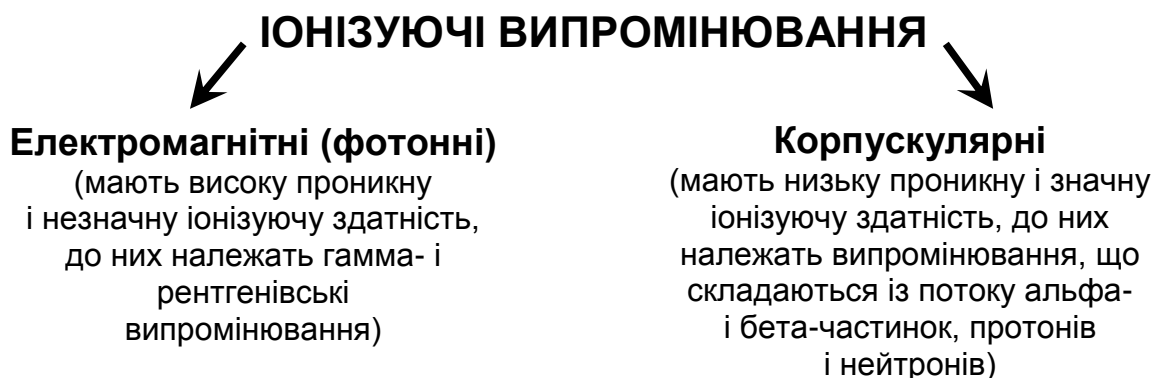 ІОНІЗУЮЧІ ВИПРОМІНЮВАННЯ
Електромагнітні (фотонні)
(мають високу проникну
і незначну іонізуючу здатність,
до них належать гамма- і
рентгенівські
випромінювання)
Корпускулярні
(мають низьку проникну і значну
іонізуючу здатність, до них
належать випромінювання, що
складаються із потоку альфа-
і бета-частинок, протонів
і нейтронів)